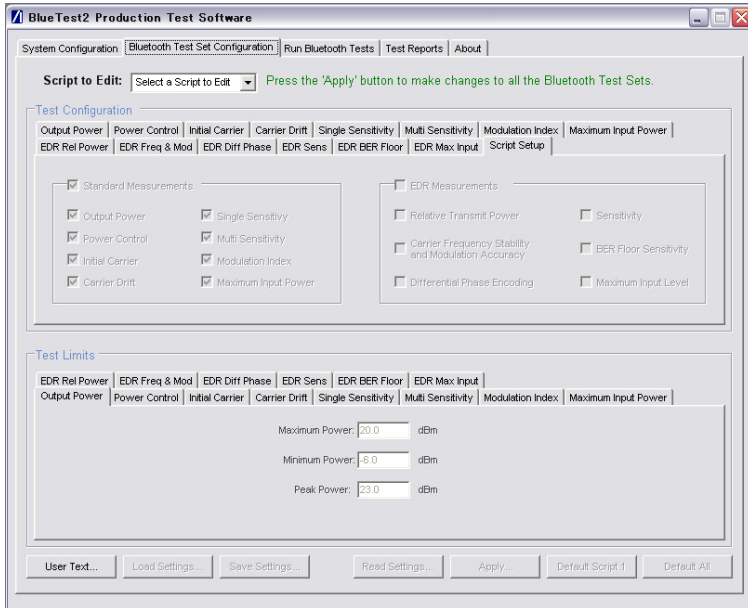 BlueTest2 Production Test Software
System Configuration Bluetooth Test Set Configuration Run Bluetooth Tests Test Reports About
Script to Edit: Select a Script to Edit Press the 'Apply' button to make changes to all the Bluetooth Test Sets.
Test Configuration
Output Power Power Control Initial Carrier Carrier Drift Single Sensitivity Multi Sensitivity Modulation Index Maximum Input Power
EDR Rel Power EDR Freq & Mod EDR Diff Phase EDR Sens EDR BER Floor EDR Max Input Script Setup
Standard Measurements
Output Power Single Sensitivy
Power Control Multi Sensitivity
Initial Carrier Modulation Index
Carrier Drift Maximum Input Power
EDR Measurements
Relative Transmit Power Sensitivity
Carrier Frequency Stability
and Modulation Accuracy BER Floor Sensitivity
Differential Phase Encoding Maximum Input Level
Test Limits
EDR Rel Power EDR Freq & Mod EDR Diff Phase EDR Sens EDR BER Floor EDR Max Input
Output Power Power Control Initial Carrier Carrier Drift Single Sensitivity Multi Sensitivity Modulation Index Maximum Input Power
Maximum Power: 20.0 dBm
Minimum Power: -6.0 dBm
Peak Power: 23.0 dBm
User Text... Load Settings... Save Settings... Read Settings... Apply... Default Script 1 Default All